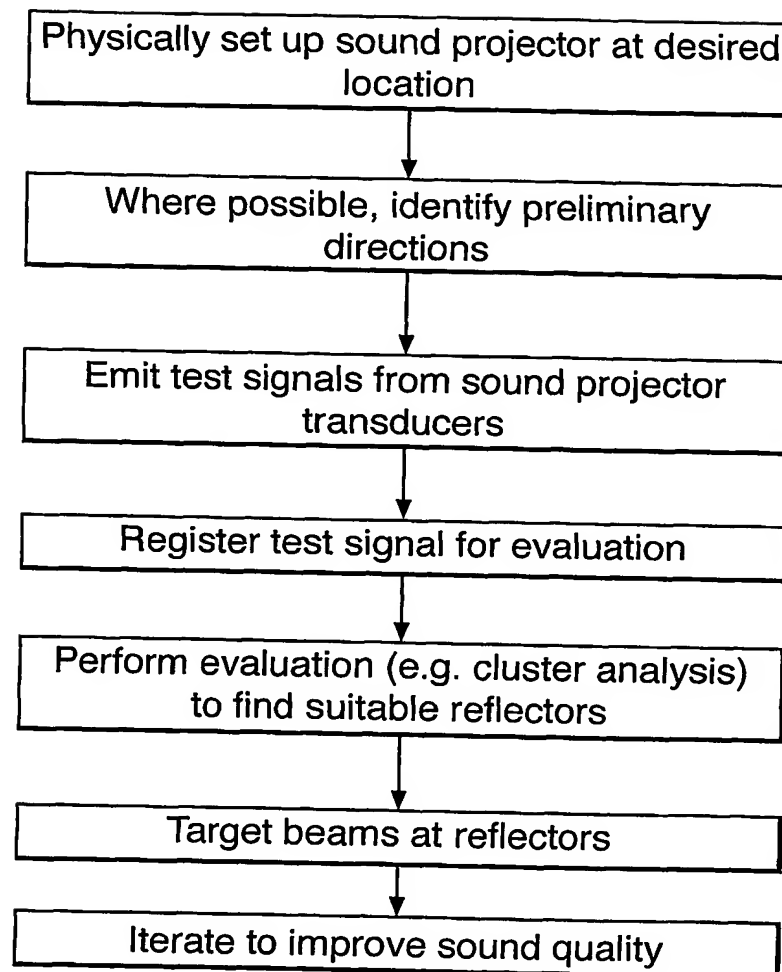 Physically set up sound projector at desired
location
Where possible, identify preliminary
directions
Emit test signals from sound projector
transducers
Register test signal for evaluation
Perform evaluation (e.g. cluster analysis)
to find suitable reflectors
Target beams at reflectors
Iterate to improve sound quality